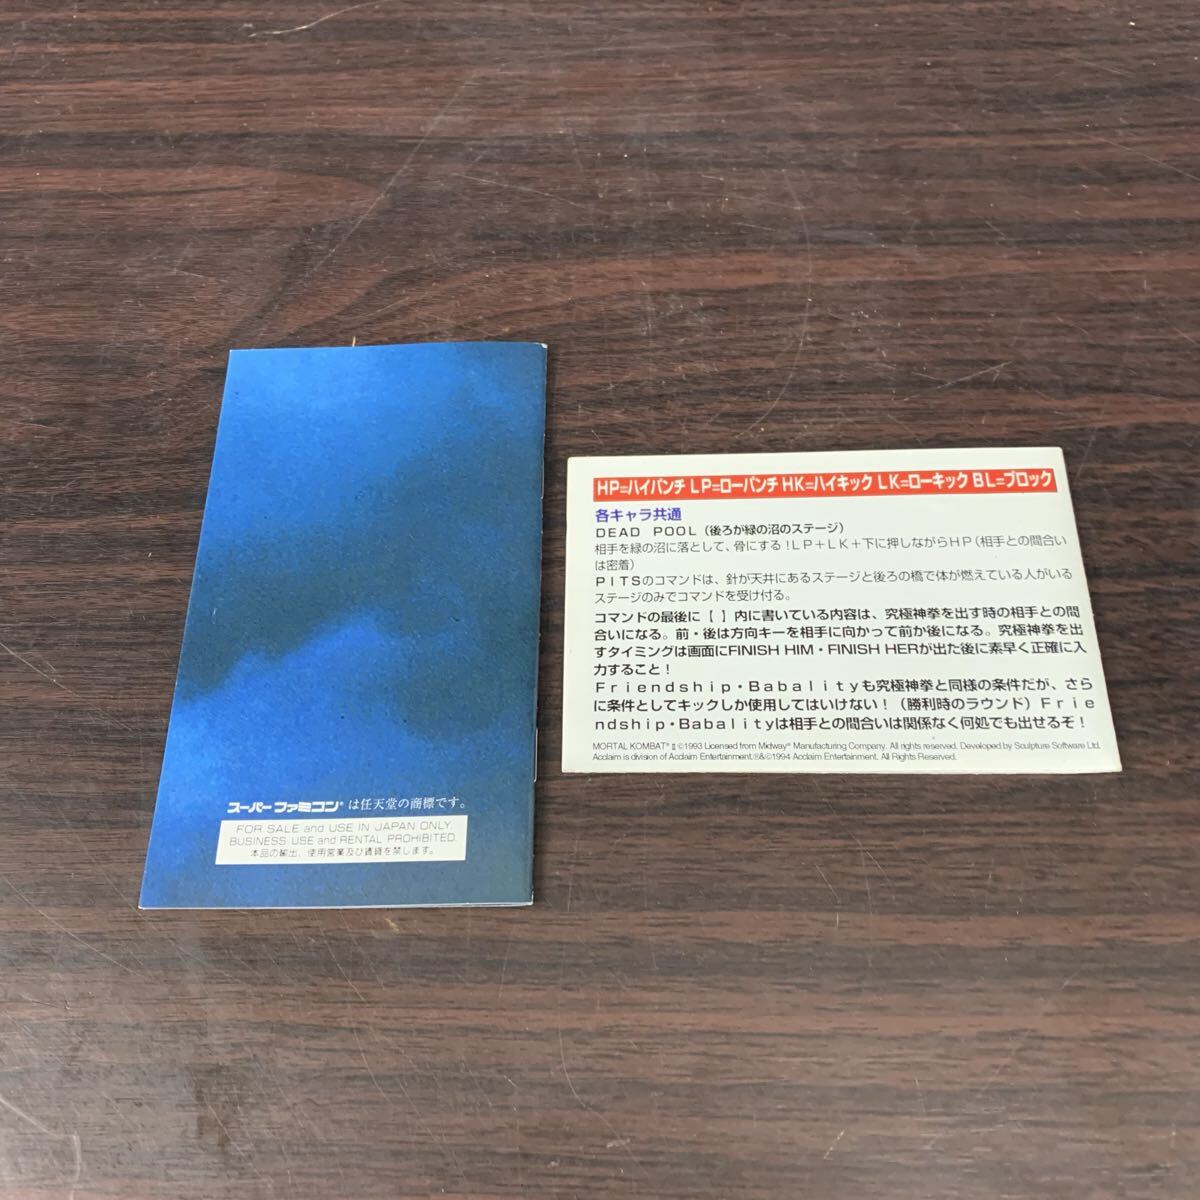 スーパーファミコン®は任天堂の商標です。
FOR SALE and USE IN JAPAN ONLY.
BUSINESS USE and RENTAL PROHIBITED.
本品の輸出、使用営業及び賃貸を禁じます。
HP=ハイパンチ LP=ローパンチ HK=ハイキック LK=ローキック BL=ブロック
各キャラ共通
DEAD POOL(後ろが緑の沼のステージ)
相手を緑の沼に落として、骨にする!LP+LK+下に押しながらHP(相手との間合い
は密着)
PITSのコマンドは、針が天井にあるステージと後ろの橋で体が燃えている人がいる
ステージのみでコマンドを受け付る。
コマンドの最後に【 】内に書いている内容は、究極神拳を出す時の相手との間
合いになる。前・後は方向キーを相手に向かって前か後になる。究極神拳を出
すタイミングは画面にFINISH HIM・FINISH HERが出た後に素早く正確に入
力すること!
Friendship・Babalityも究極神拳と同様の条件だが、さら
に条件としてキックしか使用してはいけない!(勝利時のラウンド)Frie
ndship・Babalityは相手との間合いは関係なく何処でも出せるぞ!
MORTAL KOMBAT® II ©1993 Licensed from Midway® Manufacturing Company. All rights reserved. Developed by Sculpture Software Ltd.
Acclaim is division of Acclaim Entertainment.®&©1994 Acclaim Entertainment. All Rights Reserved.